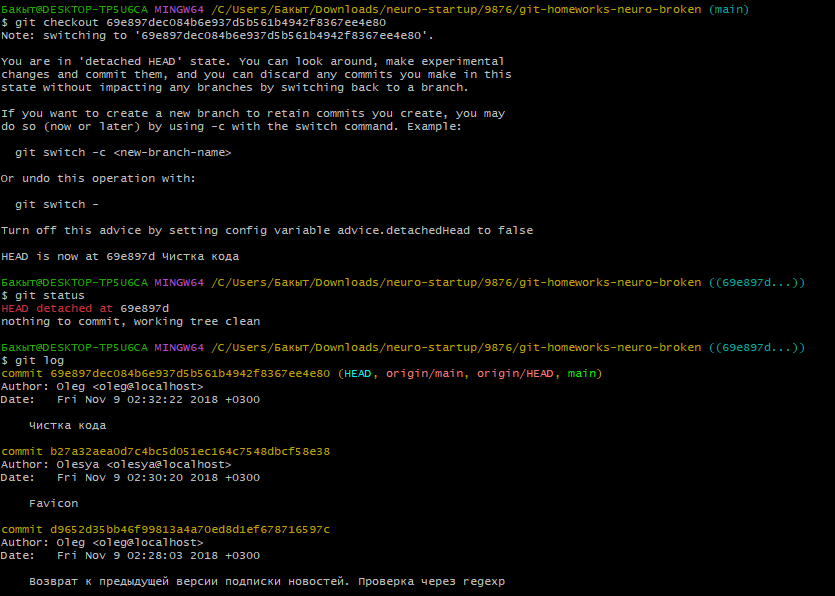 Бакыт@DESKTOP-TP5U6CA MINGW64 /C/Users/Бакыт/Downloads/neuro-startup/9876/git-homeworks-neuro-broken (main)
$ git checkout 69e897dec084b6e937d5b561b4942f8367ee4e80
Note: switching to '69e897dec084b6e937d5b561b4942f8367ee4e80'.
You are in 'detached HEAD' state. You can look around, make experimental
changes and commit them, and you can discard any commits you make in this
state without impacting any branches by switching back to a branch.
If you want to create a new branch to retain commits you create, you may
do so (now or later) by using -c with the switch command. Example:
git switch -c <new-branch-name>
Or undo this operation with:
git switch -
Turn off this advice by setting config variable advice.detachedHead to false
HEAD is now at 69e897d Чистка кода
Бакыт@DESKTOP-TP5U6CA MINGW64 /C/Users/Бакыт/Downloads/neuro-startup/9876/git-homeworks-neuro-broken ((69e897d...))
$ git status
HEAD detached at 69e897d
nothing to commit, working tree clean
Бакыт@DESKTOP-TP5U6CA MINGW64 /C/Users/Бакыт/Downloads/neuro-startup/9876/git-homeworks-neuro-broken ((69e897d...))
$ git log
commit 69e897dec084b6e937d5b561b4942f8367ee4e80 (HEAD, origin/main, origin/HEAD, main)
Author: Oleg <oleg@localhost>
Date:   Fri Nov 9 02:32:22 2018 +0300
Чистка кода
commit b27a32aea0d7c4bc5d051ec164c7548dbcf58e38
Author: Olesya <olesya@localhost>
Date:   Fri Nov 9 02:30:20 2018 +0300
Favicon
commit d9652d35bb46f99813a4a70ed8d1ef678716597c
Author: Oleg <oleg@localhost>
Date:   Fri Nov 9 02:28:03 2018 +0300
Возврат к предыдущей версии подписки новостей. Проверка через regexp